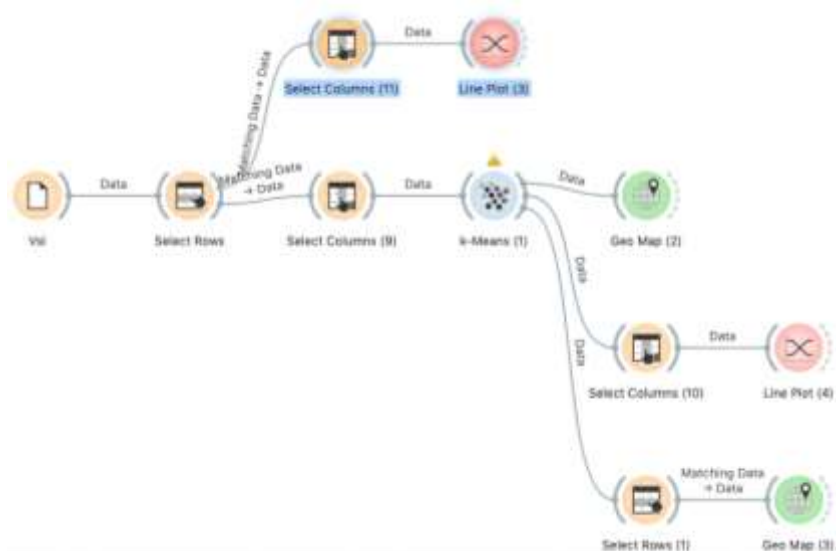 Data
Select Columns (11)
Line Plot (3)
Matching Data → Data
Data
Matching Data
→ Data
Data
Data
Vsi
Select Rows
Select Columns (9)
k-Means (1)
Geo Map (2)
Data
Data
Data
Select Columns (10)
Line Plot (4)
Matching Data
→ Data
Select Rows (1)
Geo Map (3)